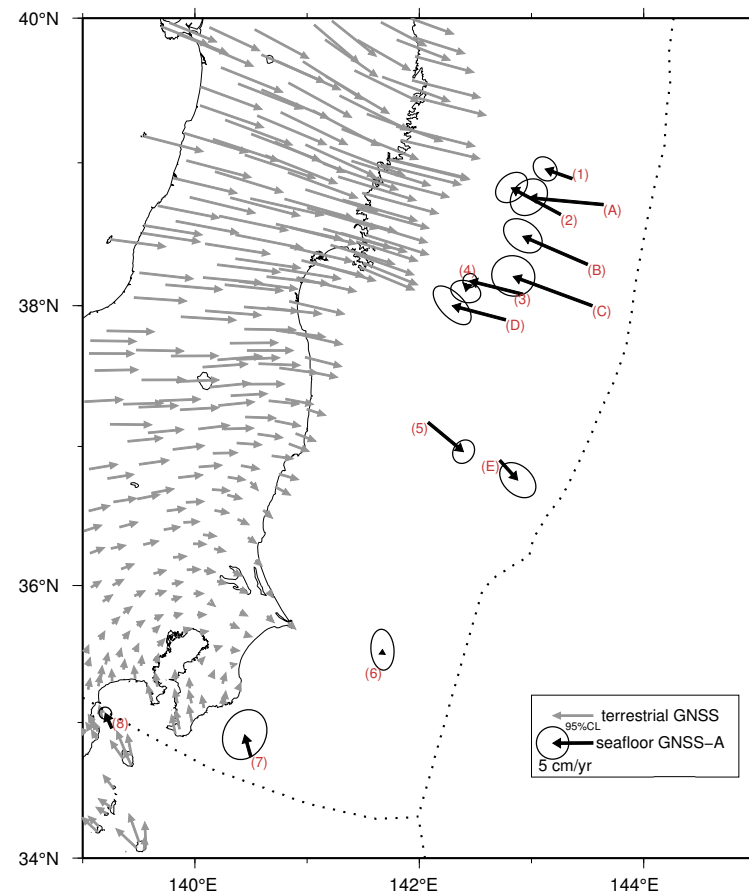 40°N
(1)
(A)
(2)
(B)
(4)
(3)
(C)
38°N
(D)
(5)
(E)
36°N
(6)
(8)
(7)
terrestrial GNSS
95%CL
seafloor GNSS−A
5 cm/yr
34°N
140°E
142°E
144°E